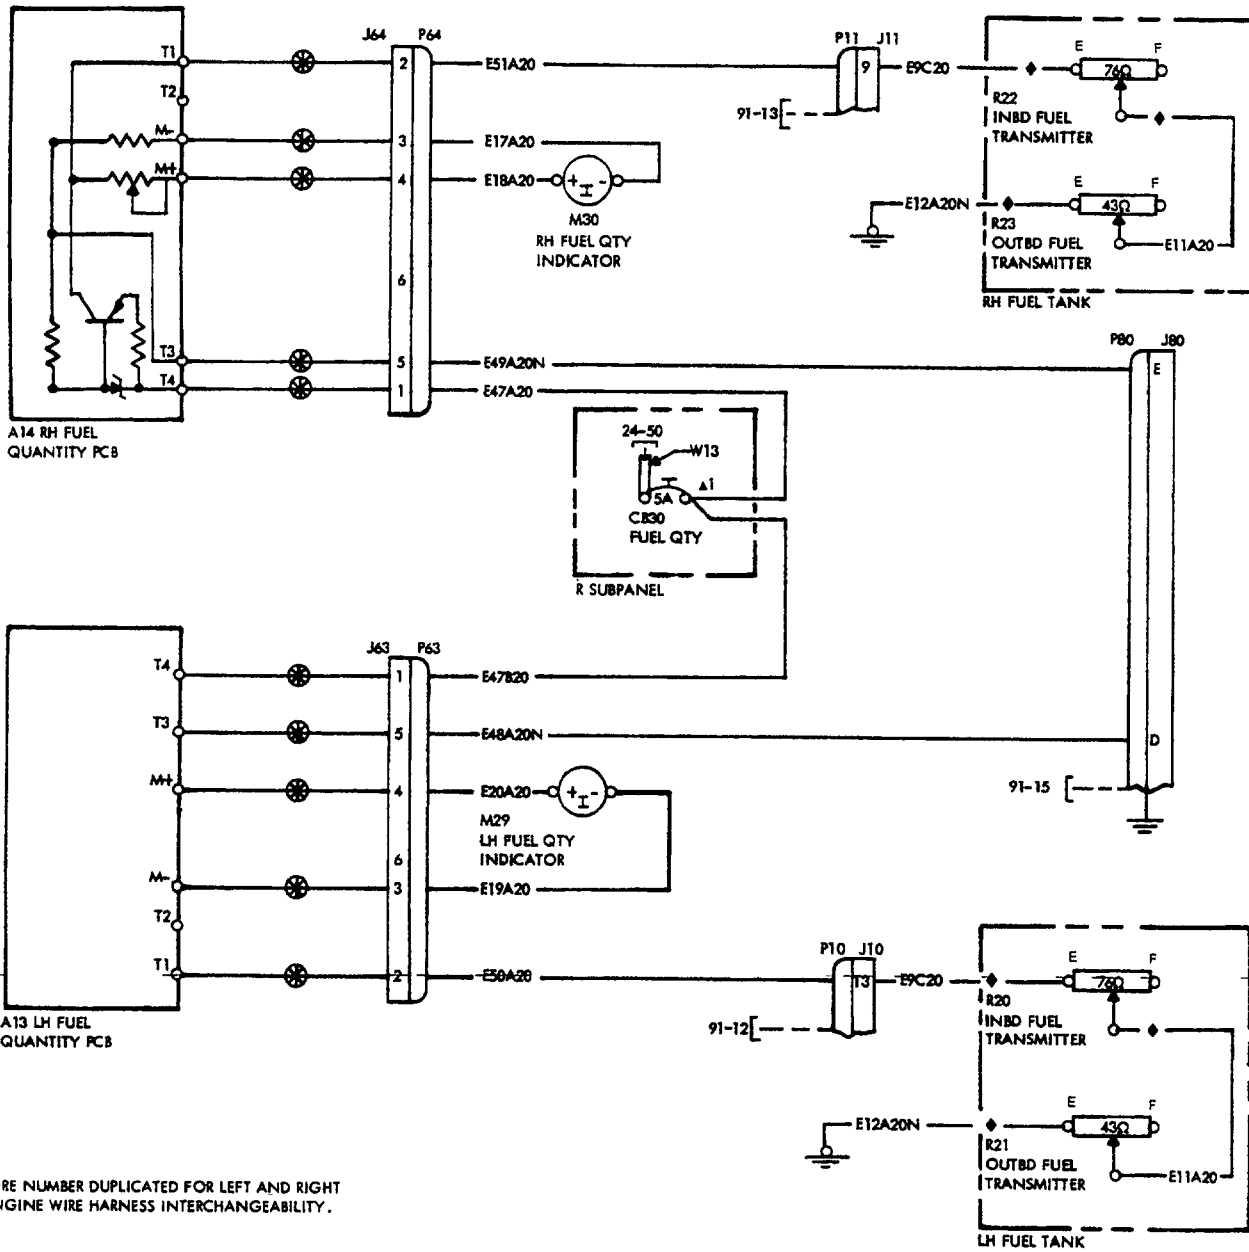 T1
T2
M-
M+
T3
T4
A14 RH FUEL
QUANTITY PCB
J64 P64
2
3
4
6
5
1
E51A20
E17A20
E18A20
+ I -
M30
RH FUEL QTY
INDICATOR
E49A20N
E47A20
P11 J11
9
91-13
E9C20
E F
76Ω
R22
INBD FUEL
TRANSMITTER
E12A20N
E F
43Ω
R23
OUTBD FUEL
TRANSMITTER
E11A20
RH FUEL TANK
P80 J80
E
D
91-15
24-50
W13
▲1
5A
CB30
FUEL QTY
R SUBPANEL
T4
T3
M+
M-
T2
T1
A13 LH FUEL
QUANTITY PCB
J63 P63
1
5
4
6
3
2
E47B20
E48A20N
E20A20
+ I -
M29
LH FUEL QTY
INDICATOR
E19A20
E50A20
P10 J10
13
91-12
E9C20
E F
76Ω
R20
INBD FUEL
TRANSMITTER
E12A20N
E F
43Ω
R21
OUTBD FUEL
TRANSMITTER
E11A20
LH FUEL TANK
RE NUMBER DUPLICATED FOR LEFT AND RIGHT
NGINE WIRE HARNESS INTERCHANGEABILITY.